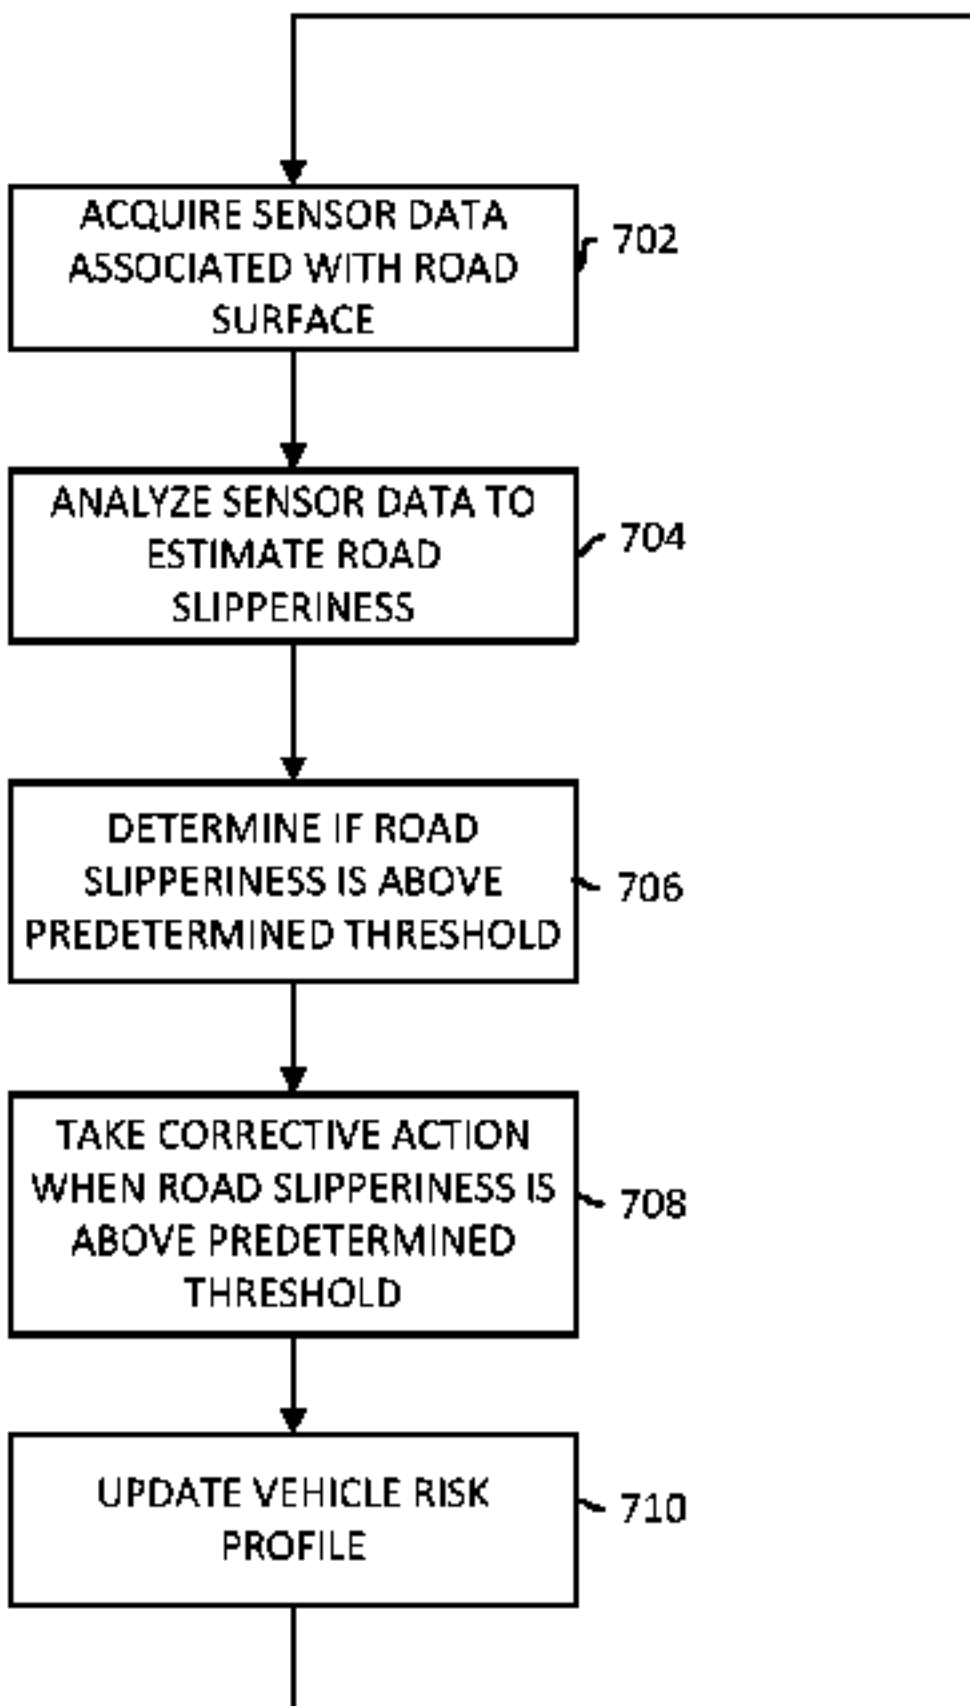 ACQUIRE SENSOR DATA
ASSOCIATED WITH ROAD
SURFACE
702
ANALYZE SENSOR DATA TO
ESTIMATE ROAD
SLIPPERINESS
704
DETERMINE IF ROAD
SLIPPERINESS IS ABOVE
PREDETERMINED THRESHOLD
706
TAKE CORRECTIVE ACTION
WHEN ROAD SLIPPERINESS IS
ABOVE PREDETERMINED
THRESHOLD
708
UPDATE VEHICLE RISK
PROFILE
710